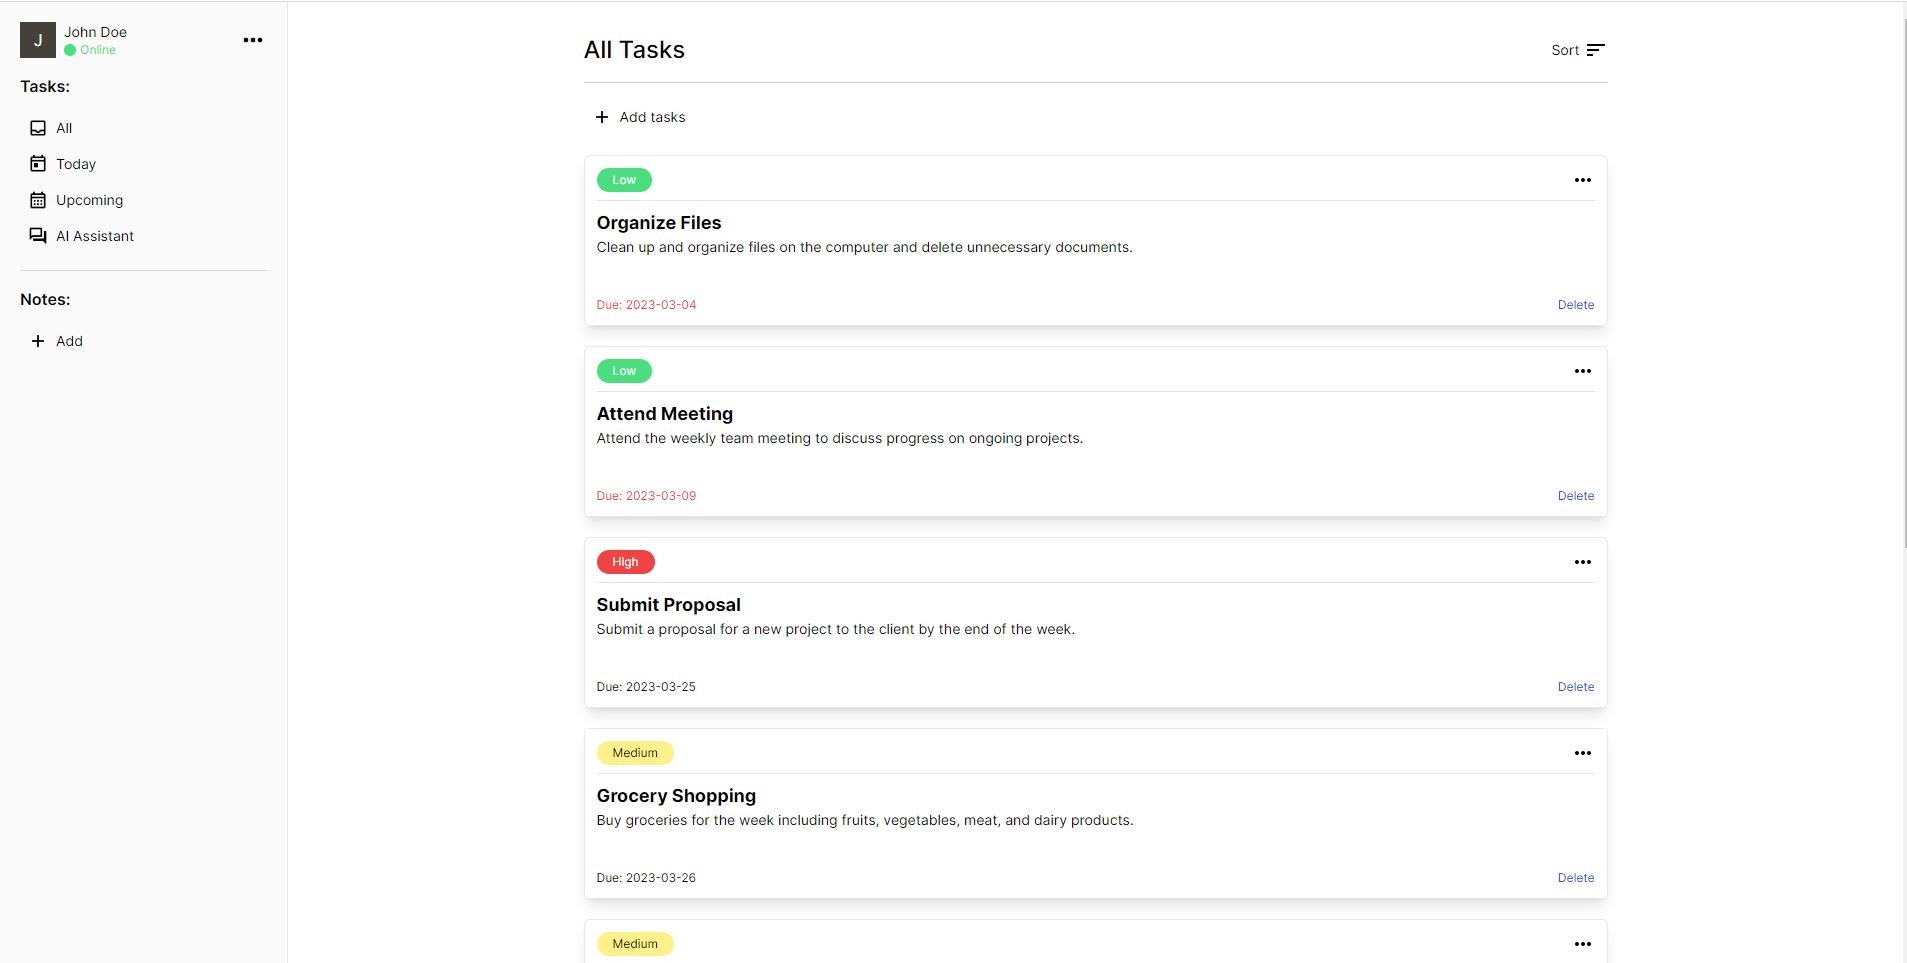 J
John Doe
Online
Tasks:
All
Today
Upcoming
AI Assistant
Notes:
Add
All Tasks
Sort
Add tasks
Low
Organize Files
Clean up and organize files on the computer and delete unnecessary documents.
Due: 2023-03-04
Delete
Low
Attend Meeting
Attend the weekly team meeting to discuss progress on ongoing projects.
Due: 2023-03-09
Delete
High
Submit Proposal
Submit a proposal for a new project to the client by the end of the week.
Due: 2023-03-25
Delete
Medium
Grocery Shopping
Buy groceries for the week including fruits, vegetables, meat, and dairy products.
Due: 2023-03-26
Delete
Medium